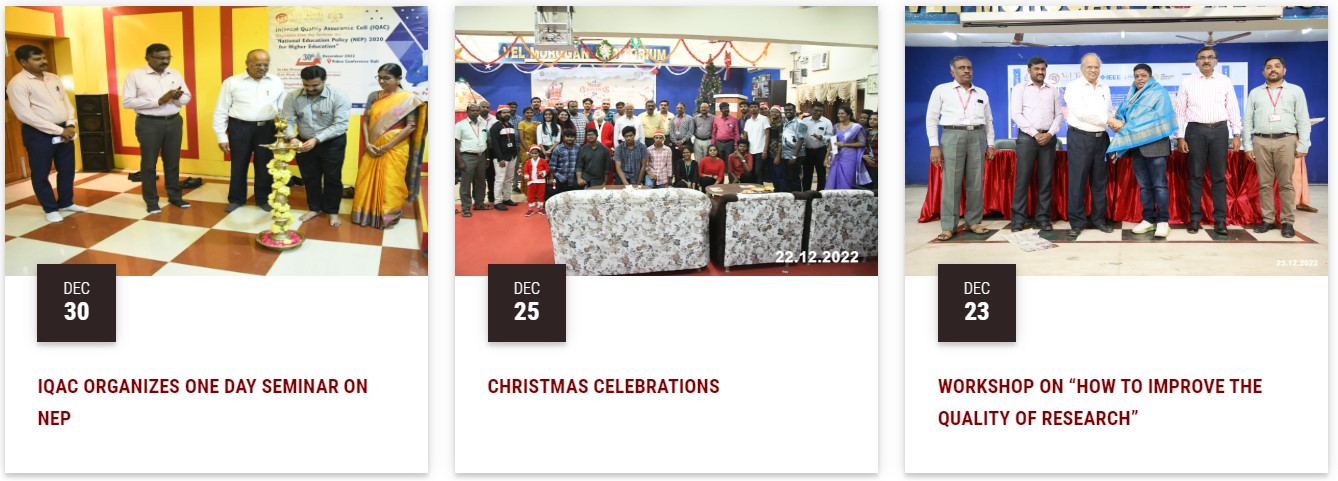 Internal Quality Assurance Cell (IQAC)
"National Education Policy (NEP) 2020
for Higher Education"
30th December 2022
Video Conference Hall
DEC
30
IQAC ORGANIZES ONE DAY SEMINAR ON
NEP
VEL MURUGAN
22.12.2022
DEC
25
CHRISTMAS CELEBRATIONS
IEEE
23.12.2022
DEC
23
WORKSHOP ON “HOW TO IMPROVE THE
QUALITY OF RESEARCH”